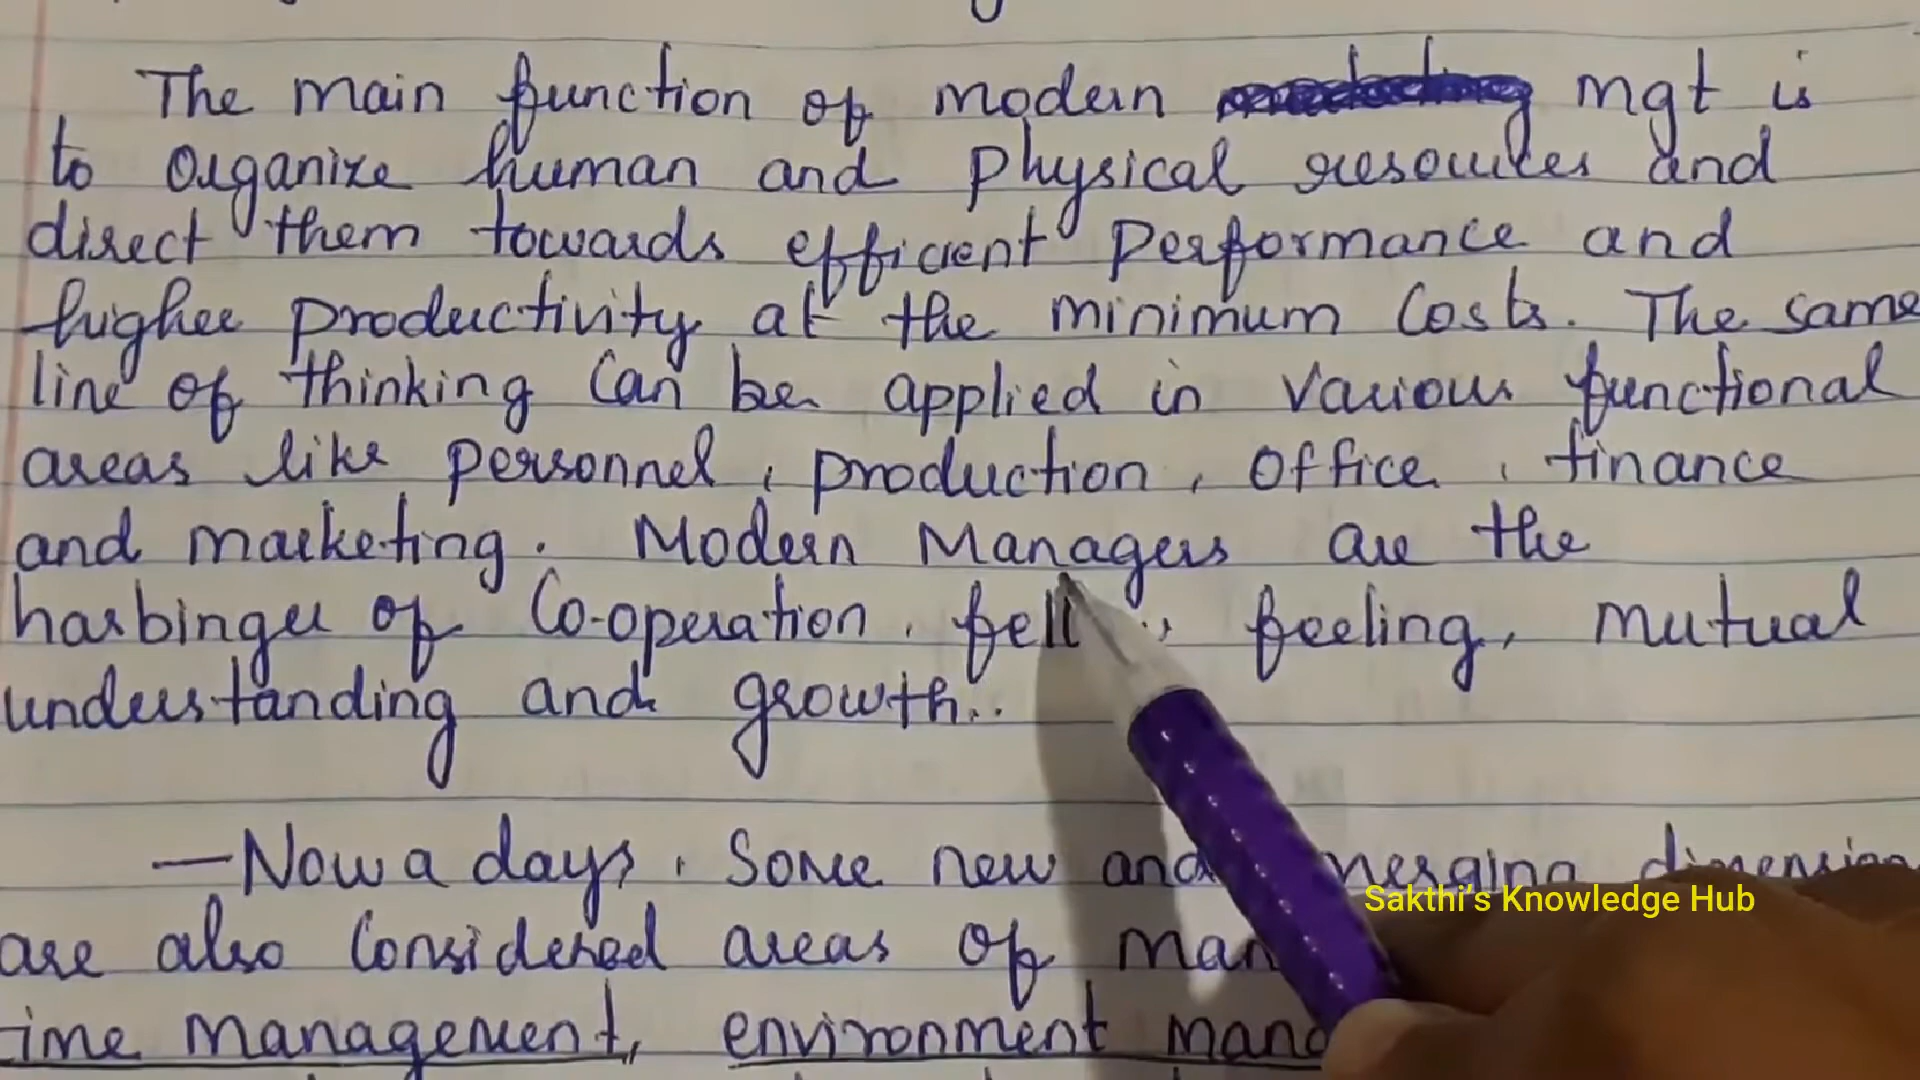 The main function of modern mgt is
to organize human and physical resources and
direct them towards efficient performance and
higher productivity at the minimum costs. The same
line of thinking can be applied in various functional
areas like personnel, production, office, finance
and marketing. Modern Managers are the
harbinger of Co-operation, feeling, mutual
understanding and growth..
— Now a days, Some new and
are also considered areas of
management, environment
Sakthi's Knowledge Hub